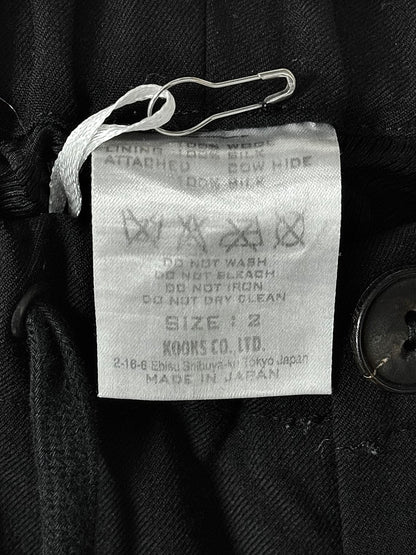 100% WOOL
LINING 100% SILK
ATTACHED COW HIDE
100% SILK
DO NOT WASH
DO NOT BLEACH
DO NOT IRON
DO NOT DRY CLEAN
SIZE : 2
KOOKS CO., LTD.
2-16-6 Ebisu Shibuya-ku Tokyo Japan
MADE IN JAPAN